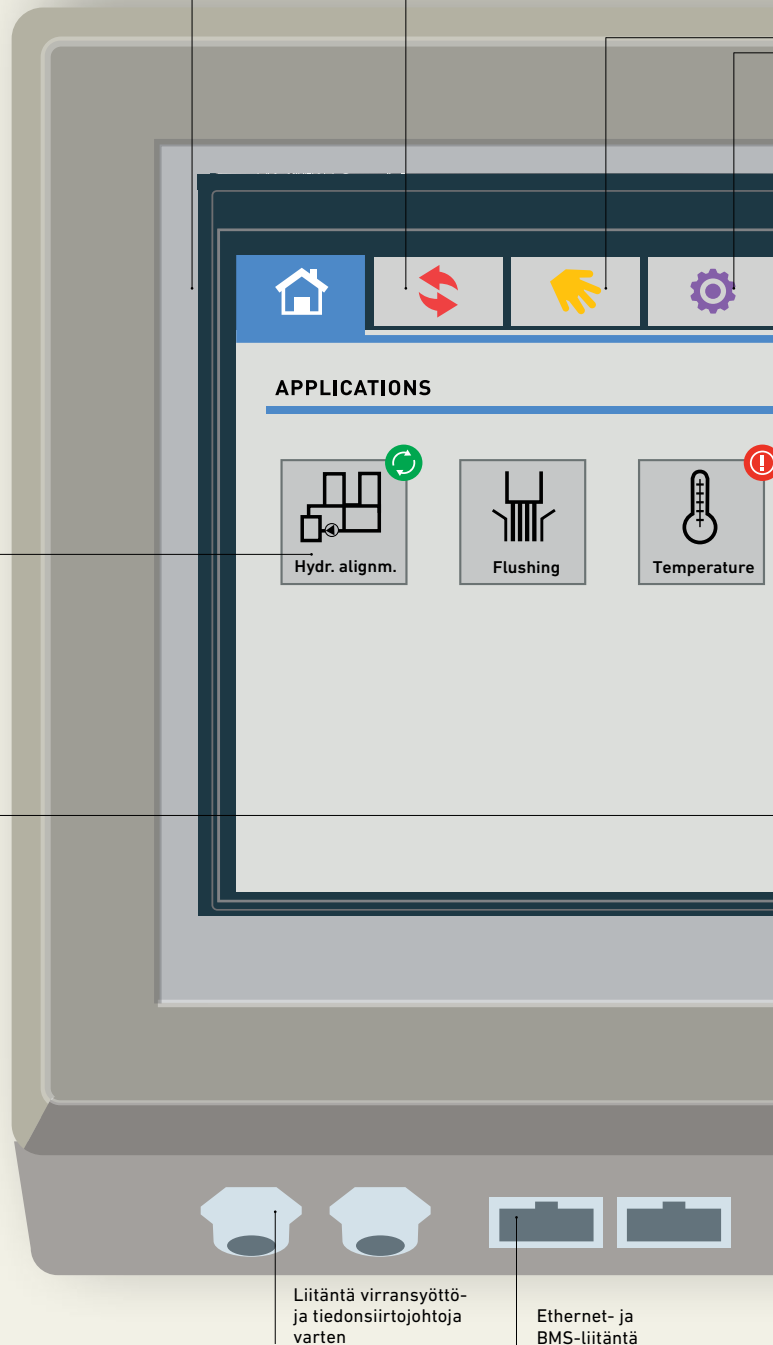 APPLICATIONS
Hydr. alignm.
Flushing
Temperature
Liitäntä virransyöttö-
ja tiedonsiirtojohtoja
varten
Ethernet- ja
BMS-liitäntä